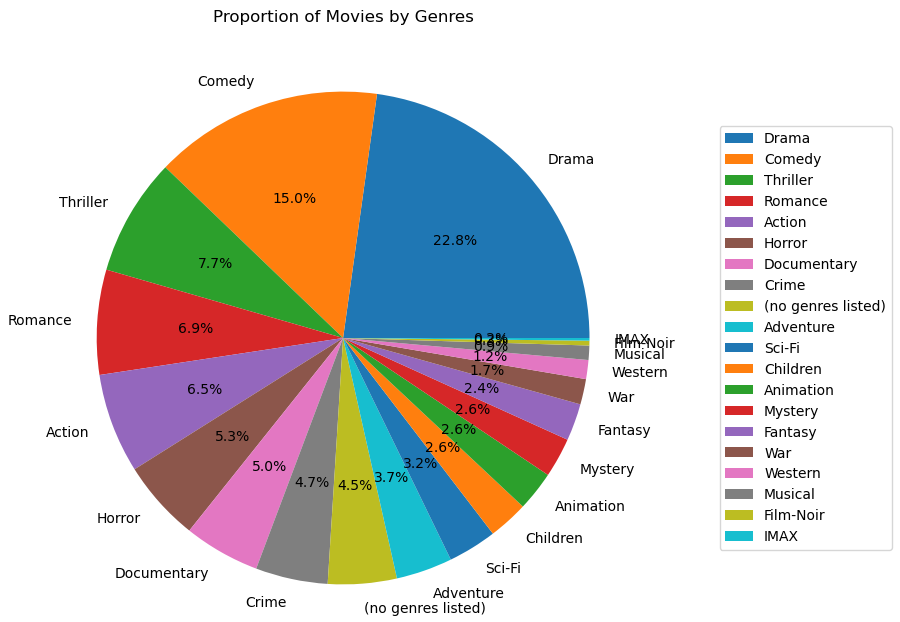 Proportion of Movies by Genres
Drama
Comedy
Thriller
Romance
Action
Horror
Documentary
Crime
(no genres listed)
Adventure
Sci-Fi
Children
Animation
Mystery
Fantasy
War
Western
Musical
Film-Noir
IMAX
22.8%
15.0%
7.7%
6.9%
6.5%
5.3%
5.0%
4.7%
4.5%
3.7%
3.2%
2.6%
2.6%
2.6%
2.4%
1.7%
1.2%
0.9%
Drama
Comedy
Thriller
Romance
Action
Horror
Documentary
Crime
(no genres listed)
Adventure
Sci-Fi
Children
Animation
Mystery
Fantasy
War
Western
Musical
Film-Noir
IMAX